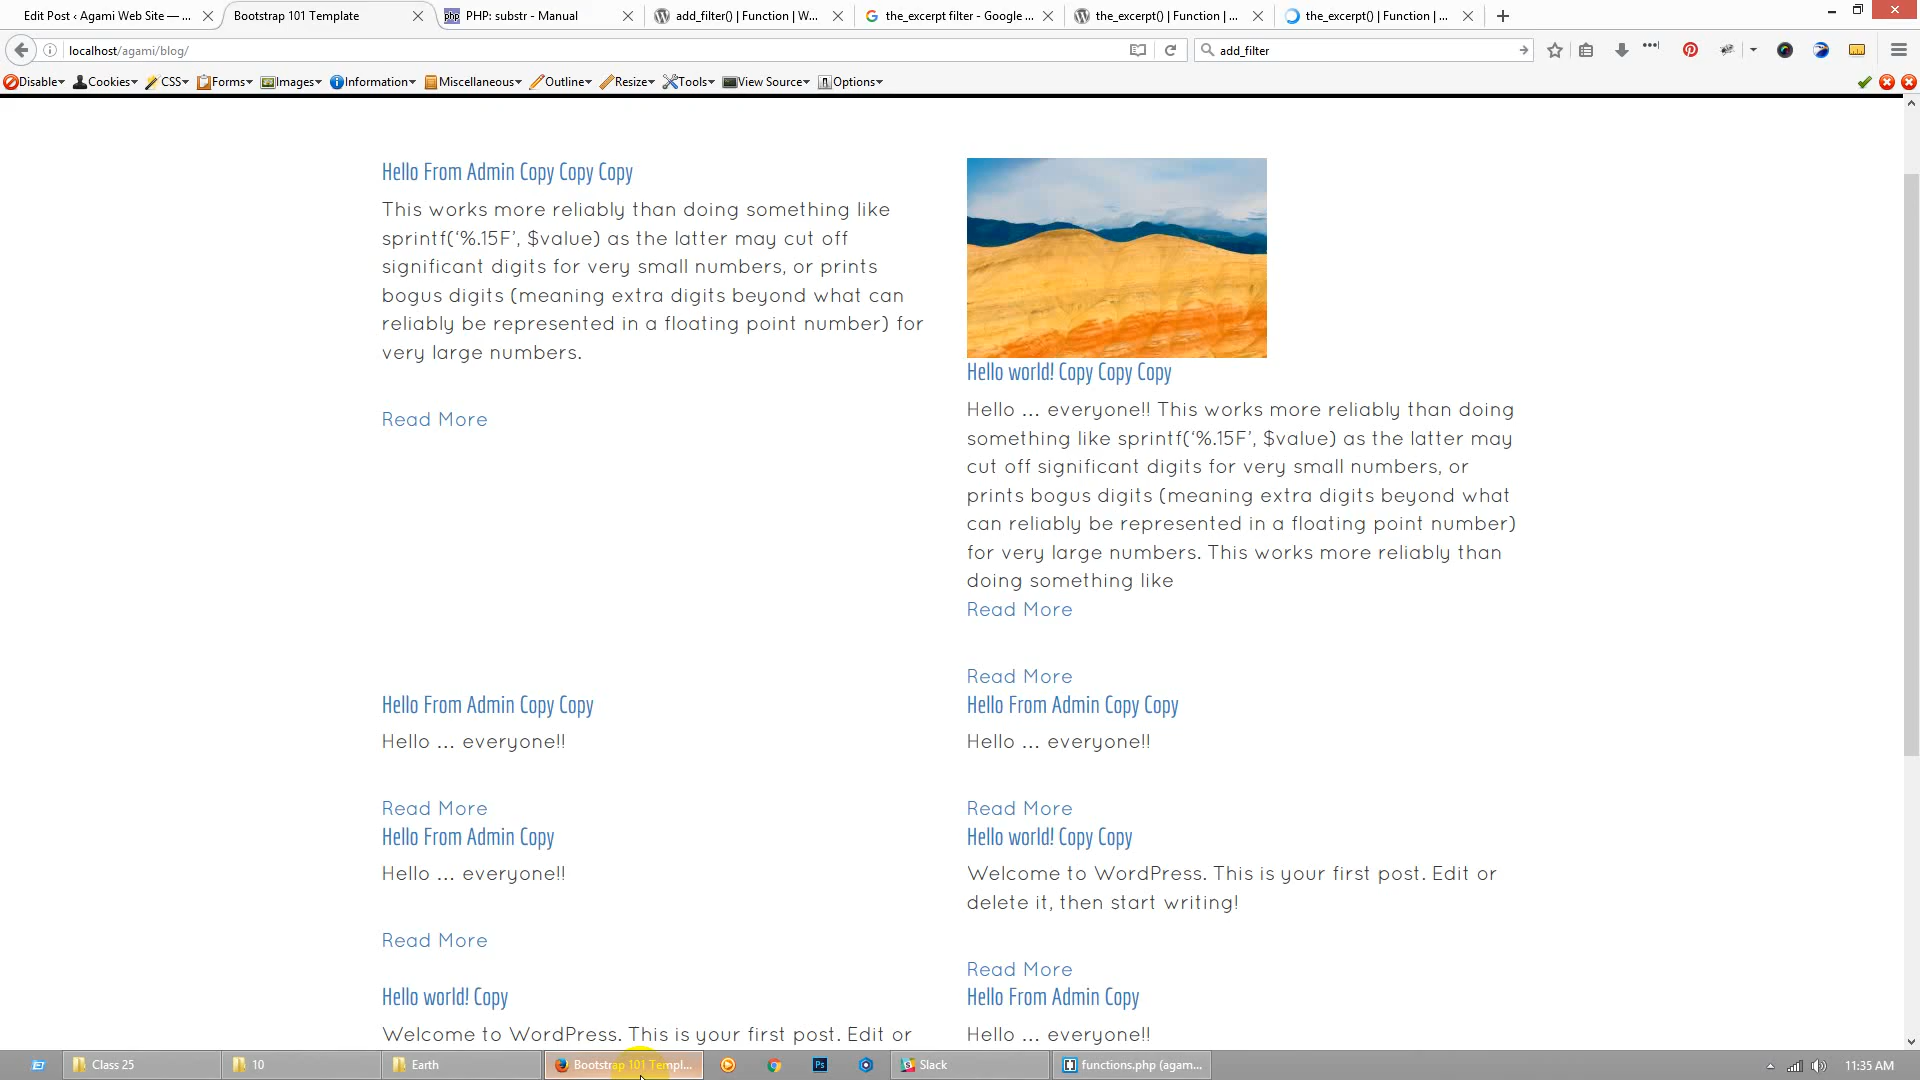 Edit Post ‹ Agami Web Site — ...
Bootstrap 101 Template
php PHP: substr - Manual
add_filter() | Function | W...
the_excerpt filter - Google ...
the_excerpt() | Function | ...
the_excerpt() | Function | ...
localhost/agami/blog/
add_filter
Disable Cookies CSS Forms Images Information Miscellaneous Outline Resize Tools View Source Options
Hello From Admin Copy Copy Copy
This works more reliably than doing something like
sprintf(‘%.15F’, $value) as the latter may cut off
significant digits for very small numbers, or prints
bogus digits (meaning extra digits beyond what can
reliably be represented in a floating point number) for
very large numbers.
Read More
Hello world! Copy Copy Copy
Hello … everyone!! This works more reliably than doing
something like sprintf(‘%.15F’, $value) as the latter may
cut off significant digits for very small numbers, or
prints bogus digits (meaning extra digits beyond what
can reliably be represented in a floating point number)
for very large numbers. This works more reliably than
doing something like
Read More
Read More
Hello From Admin Copy Copy
Hello … everyone!!
Read More
Hello From Admin Copy Copy
Hello … everyone!!
Read More
Hello From Admin Copy
Hello … everyone!!
Read More
Hello world! Copy Copy
Welcome to WordPress. This is your first post. Edit or
delete it, then start writing!
Read More
Hello world! Copy
Welcome to WordPress. This is your first post. Edit or
Hello From Admin Copy
Hello … everyone!!
Class 25
10
Earth
Bootstrap 101 Templ...
Ps
Slack
functions.php (agam...
11:35 AM